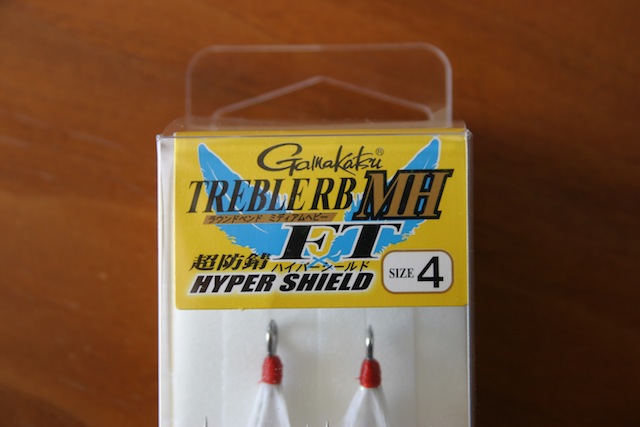 Gamakatsu®
TREBLE RB MH
ラウンドベンド ミディアムヘビー
FT
超防錆 ハイパーシールド
HYPER SHIELD
SIZE 4